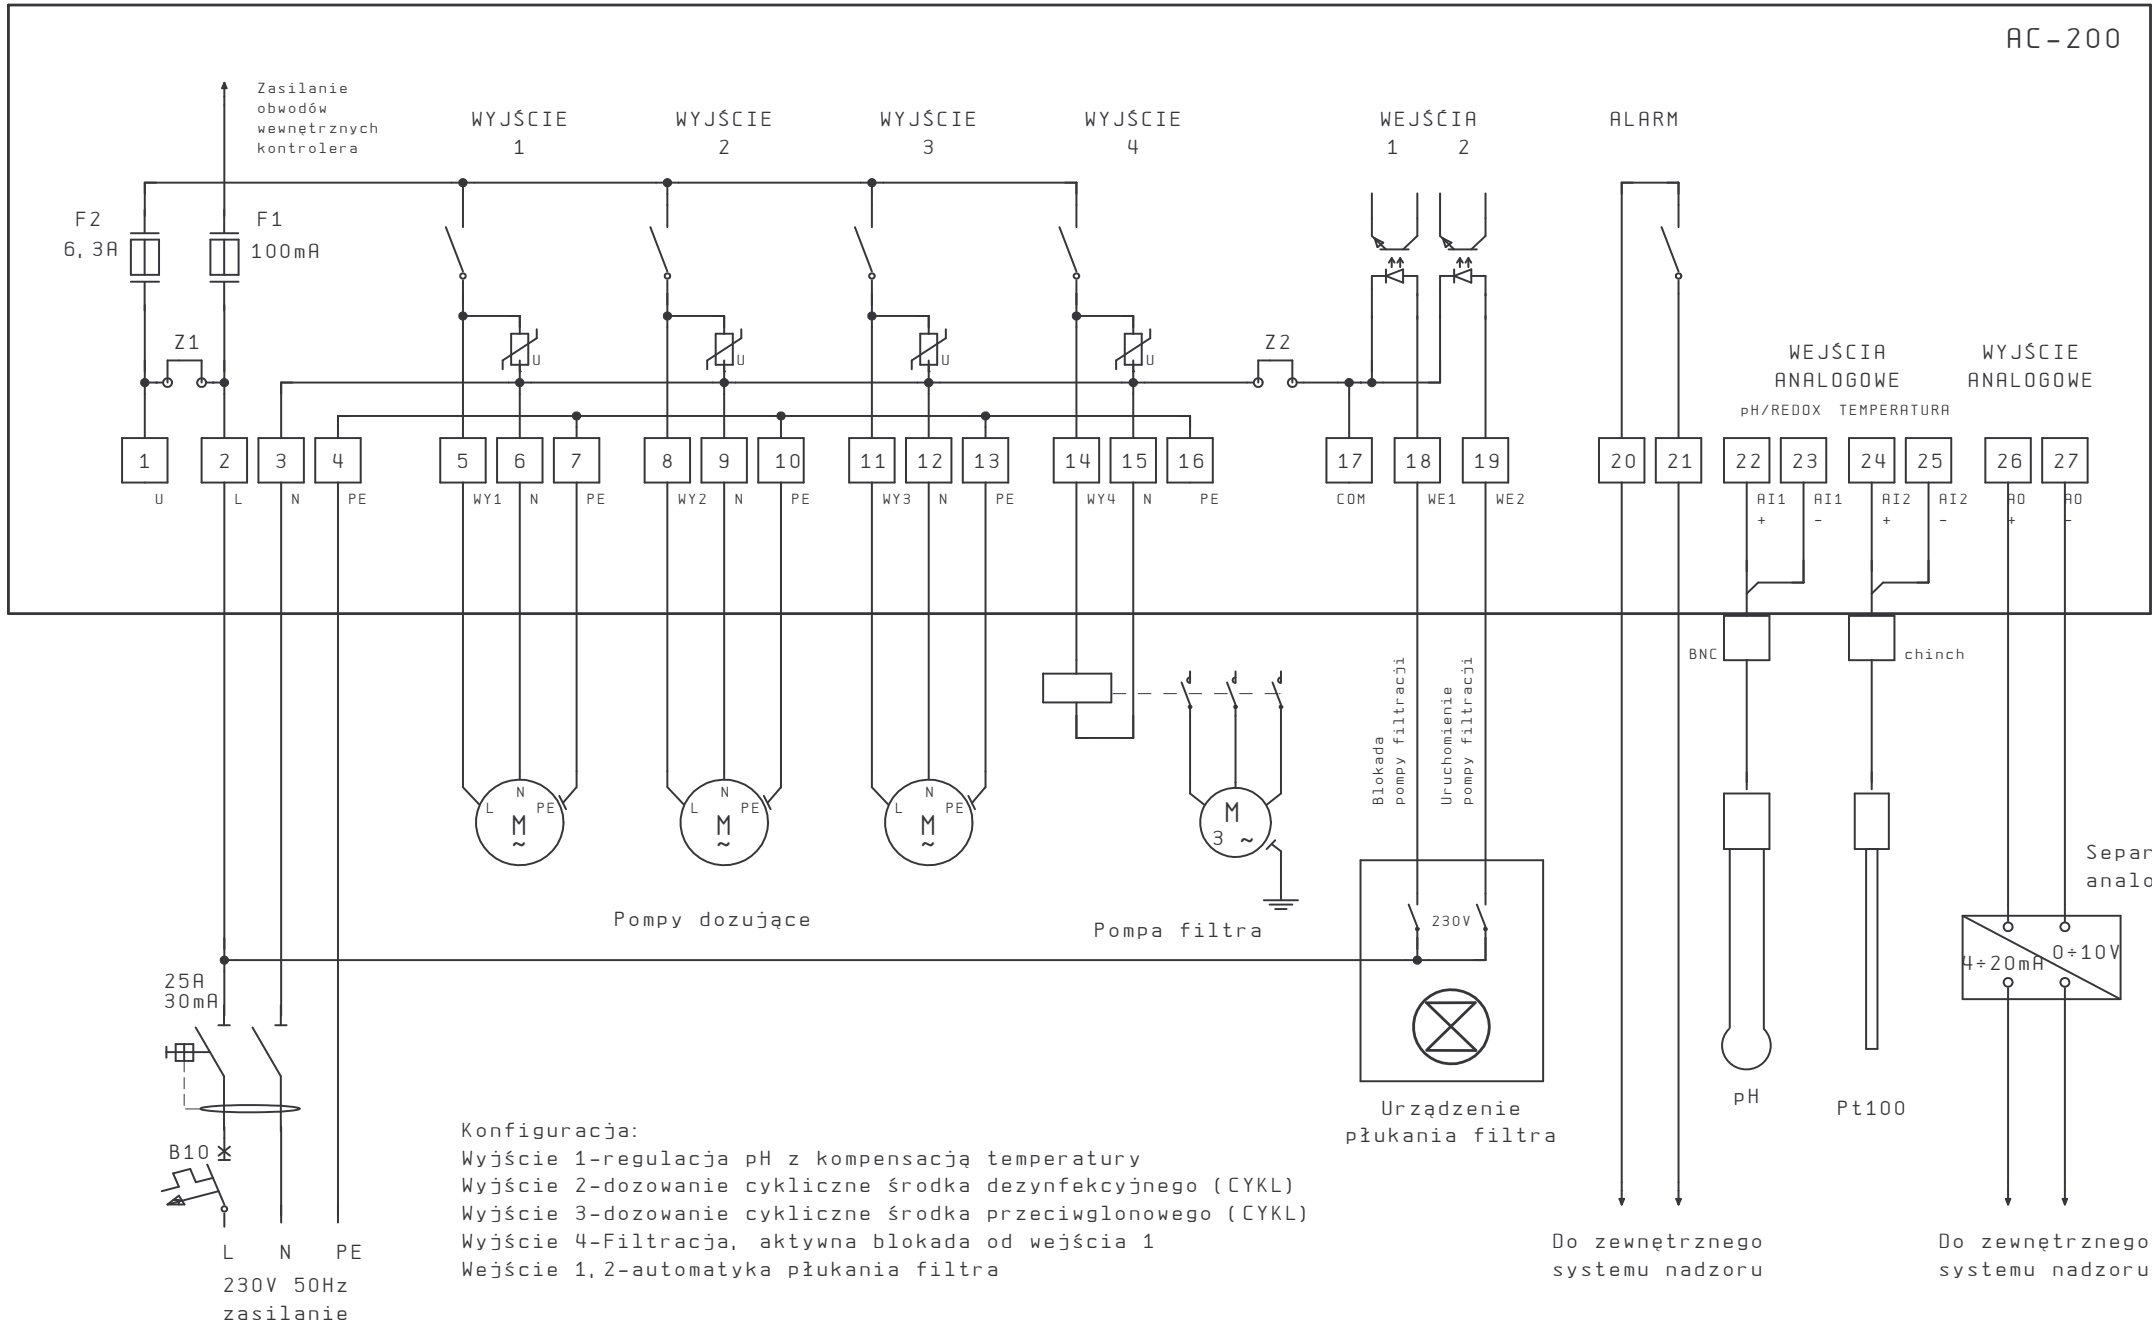 AC-200
Zasilanie
obwodów
wewnętrznych
kontrolera
WYJŚCIE
1
WYJŚCIE
2
WYJŚCIE
3
WYJŚCIE
4
WEJŚĆIA
1 2
ALARM
F2
6,3A
F1
100mA
Z1
U
U
U
U
Z2
WEJŚCIA
ANALOGOWE
pH/REDOX TEMPERATURA
WYJŚCIE
ANALOGOWE
1 2 3 4 5 6 7 8 9 10 11 12 13 14 15 16 17 18 19 20 21 22 23 24 25 26 27
U L N PE WY1 N PE WY2 N PE WY3 N PE WY4 N PE COM WE1 WE2 AI1 AI1 AI2 AI2 AO AO
+ - + - + -
BNC
chinch
Blokada
pompy filtracji
Uruchomienie
pompy filtracji
L N PE
M
~
L N PE
M
~
L N PE
M
~
M
3 ~
Separ
analo
Pompy dozujące
Pompa filtra
230V
4÷20mA 0÷10V
25A
30mA
Urządzenie
płukania filtra
pH
Pt100
B10
Konfiguracja:
Wyjście 1-regulacja pH z kompensacją temperatury
Wyjście 2-dozowanie cykliczne środka dezynfekcyjnego (CYKL)
Wyjście 3-dozowanie cykliczne środka przeciwglonowego (CYKL)
Wyjście 4-Filtracja, aktywna blokada od wejścia 1
Wejście 1,2-automatyka płukania filtra
L N PE
230V 50Hz
zasilanie
Do zewnętrznego
systemu nadzoru
Do zewnętrznego
systemu nadzoru